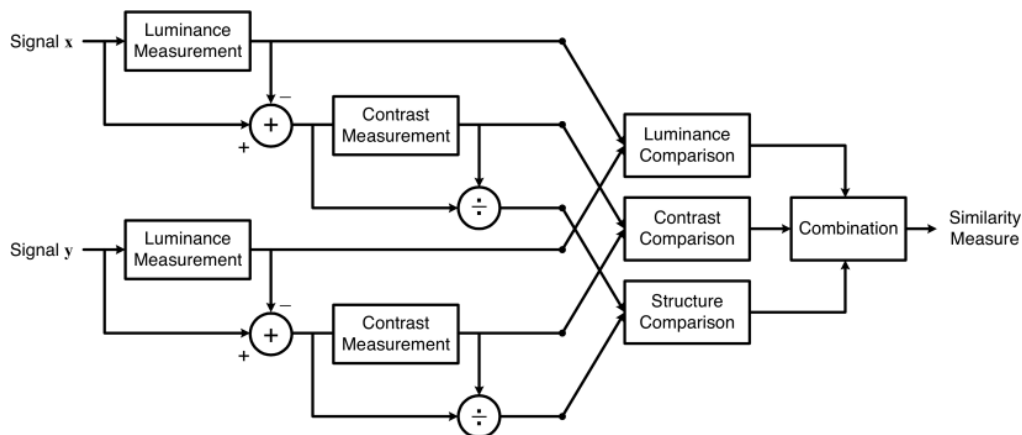 Signal x
Luminance
Measurement
−
+
+
Contrast
Measurement
÷
Signal y
Luminance
Measurement
−
+
+
Contrast
Measurement
÷
Luminance
Comparison
Contrast
Comparison
Structure
Comparison
Combination
Similarity
Measure